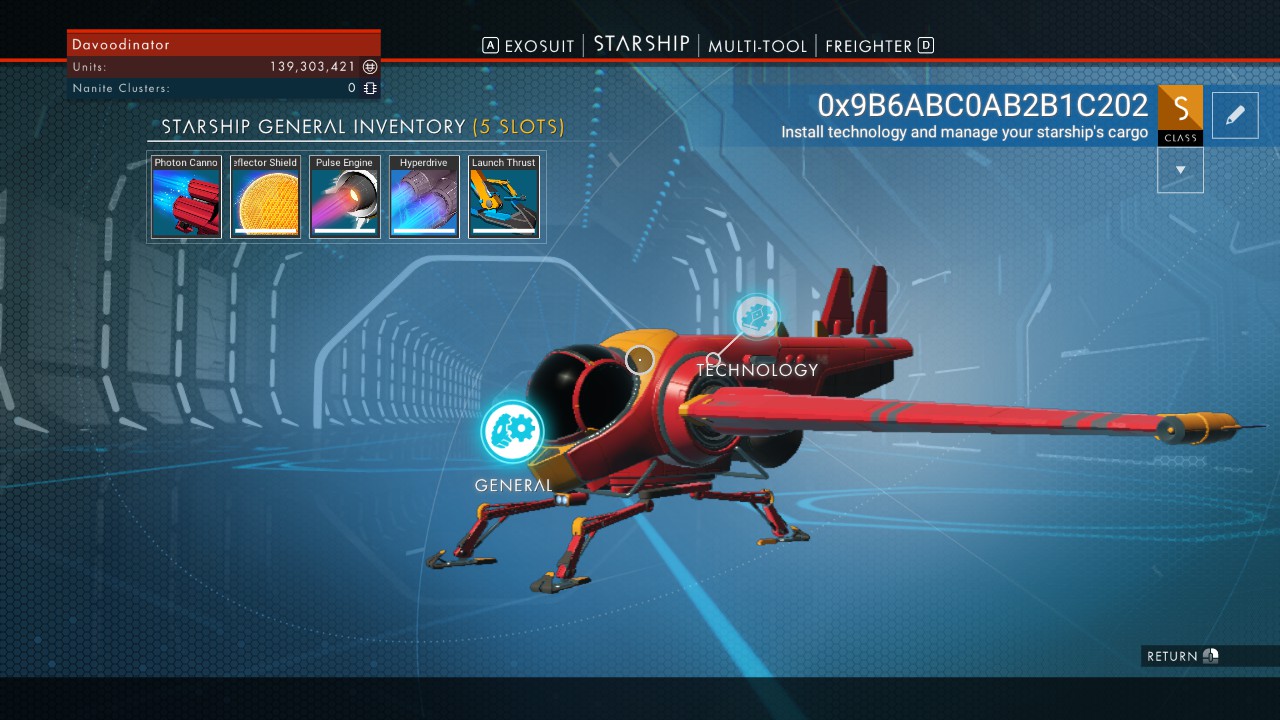 Davoodinator
Units: 139,303,421
Nanite Clusters: 0
A EXOSUIT STARSHIP MULTI-TOOL FREIGHTER D
0x9B6ABC0AB2B1C202
Install technology and manage your starship's cargo
S
CLASS
STARSHIP GENERAL INVENTORY (5 SLOTS)
Photon Canno eflector Shield Pulse Engine Hyperdrive Launch Thrust
TECHNOLOGY
GENERAL
RETURN